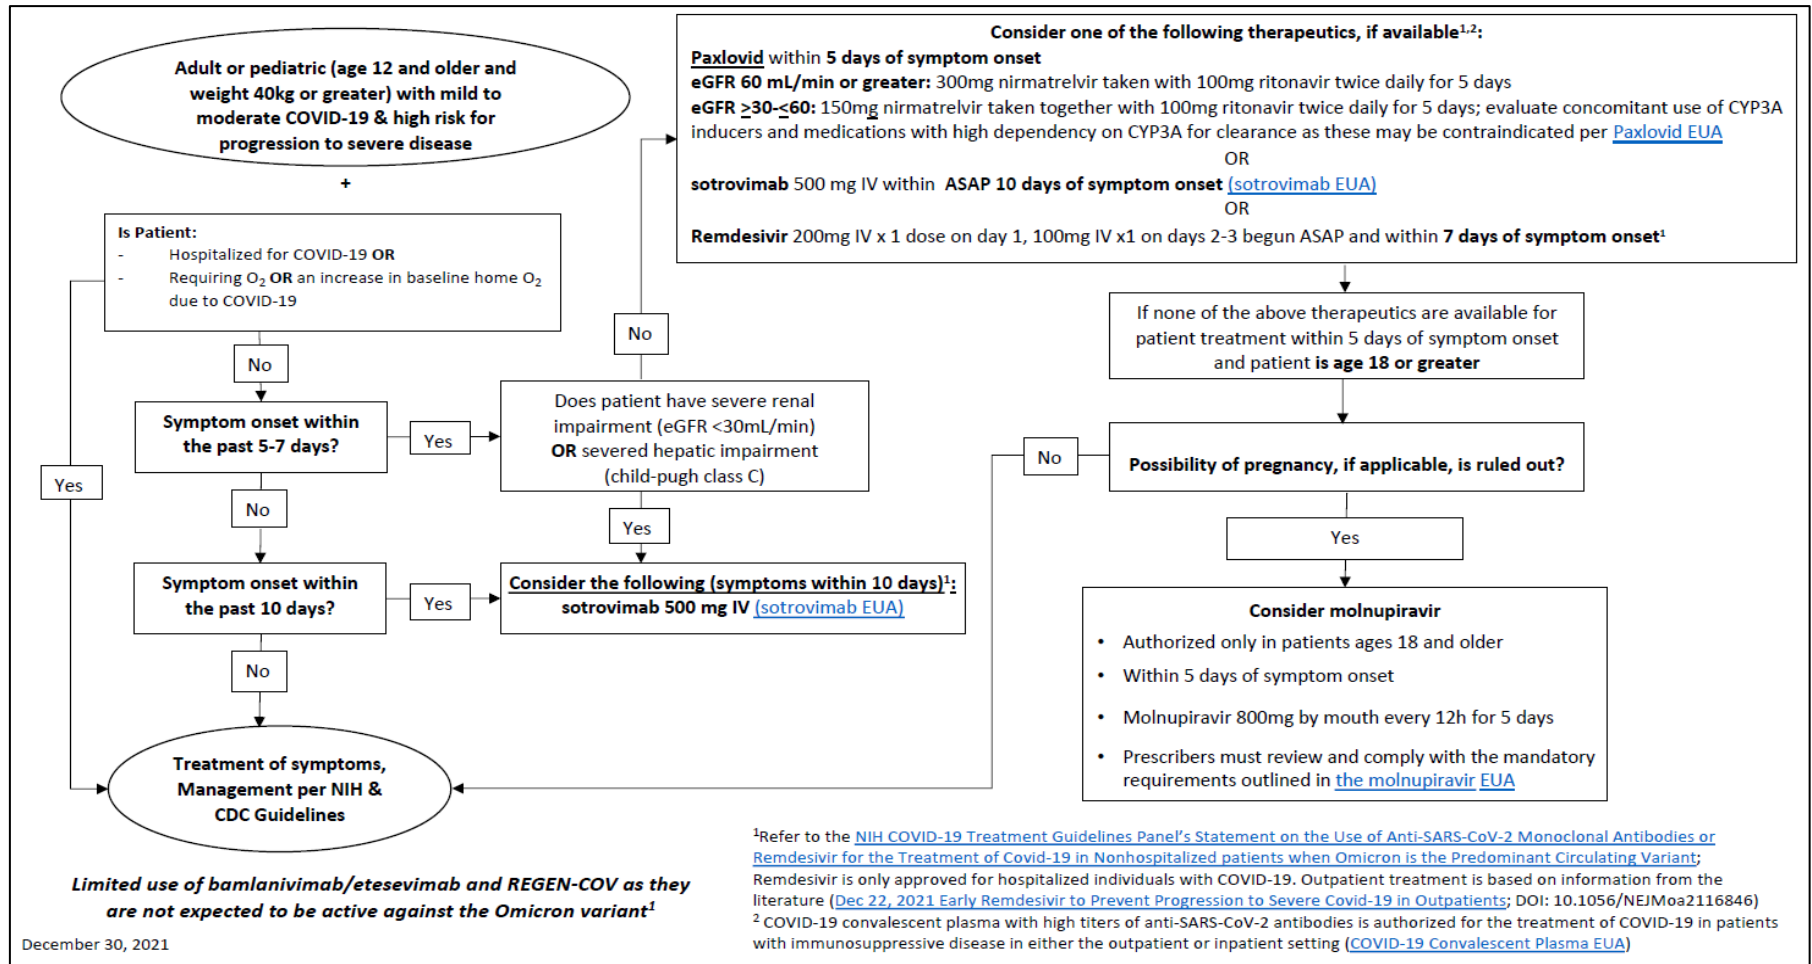 Adult or pediatric (age 12 and older and
weight 40kg or greater) with mild to
moderate COVID-19 & high risk for
progression to severe disease
+
Is Patient:
- Hospitalized for COVID-19 OR
- Requiring O₂ OR an increase in baseline home O₂
due to COVID-19
No
Yes
Symptom onset within
the past 5-7 days?
Yes
No
Symptom onset within
the past 10 days?
Yes
No
Treatment of symptoms,
Management per NIH &
CDC Guidelines
Does patient have severe renal
impairment (eGFR <30mL/min)
OR severed hepatic impairment
(child-pugh class C)
No
Yes
Consider the following (symptoms within 10 days)¹:
sotrovimab 500 mg IV (sotrovimab EUA)
Consider one of the following therapeutics, if available¹,²:
Paxlovid within 5 days of symptom onset
eGFR 60 mL/min or greater: 300mg nirmatrelvir taken with 100mg ritonavir twice daily for 5 days
eGFR ≥30-≤60: 150mg nirmatrelvir taken together with 100mg ritonavir twice daily for 5 days; evaluate concomitant use of CYP3A
inducers and medications with high dependency on CYP3A for clearance as these may be contraindicated per Paxlovid EUA
OR
sotrovimab 500 mg IV within ASAP 10 days of symptom onset (sotrovimab EUA)
OR
Remdesivir 200mg IV x 1 dose on day 1, 100mg IV x1 on days 2-3 begun ASAP and within 7 days of symptom onset¹
If none of the above therapeutics are available for
patient treatment within 5 days of symptom onset
and patient is age 18 or greater
Possibility of pregnancy, if applicable, is ruled out?
No
Yes
Consider molnupiravir
• Authorized only in patients ages 18 and older
• Within 5 days of symptom onset
• Molnupiravir 800mg by mouth every 12h for 5 days
• Prescribers must review and comply with the mandatory
requirements outlined in the molnupiravir EUA
Limited use of bamlanivimab/etesevimab and REGEN-COV as they
are not expected to be active against the Omicron variant¹
December 30, 2021
¹Refer to the NIH COVID-19 Treatment Guidelines Panel's Statement on the Use of Anti-SARS-CoV-2 Monoclonal Antibodies or
Remdesivir for the Treatment of Covid-19 in Nonhospitalized patients when Omicron is the Predominant Circulating Variant;
Remdesivir is only approved for hospitalized individuals with COVID-19. Outpatient treatment is based on information from the
literature (Dec 22, 2021 Early Remdesivir to Prevent Progression to Severe Covid-19 in Outpatients; DOI: 10.1056/NEJMoa2116846)
² COVID-19 convalescent plasma with high titers of anti-SARS-CoV-2 antibodies is authorized for the treatment of COVID-19 in patients
with immunosuppressive disease in either the outpatient or inpatient setting (COVID-19 Convalescent Plasma EUA)